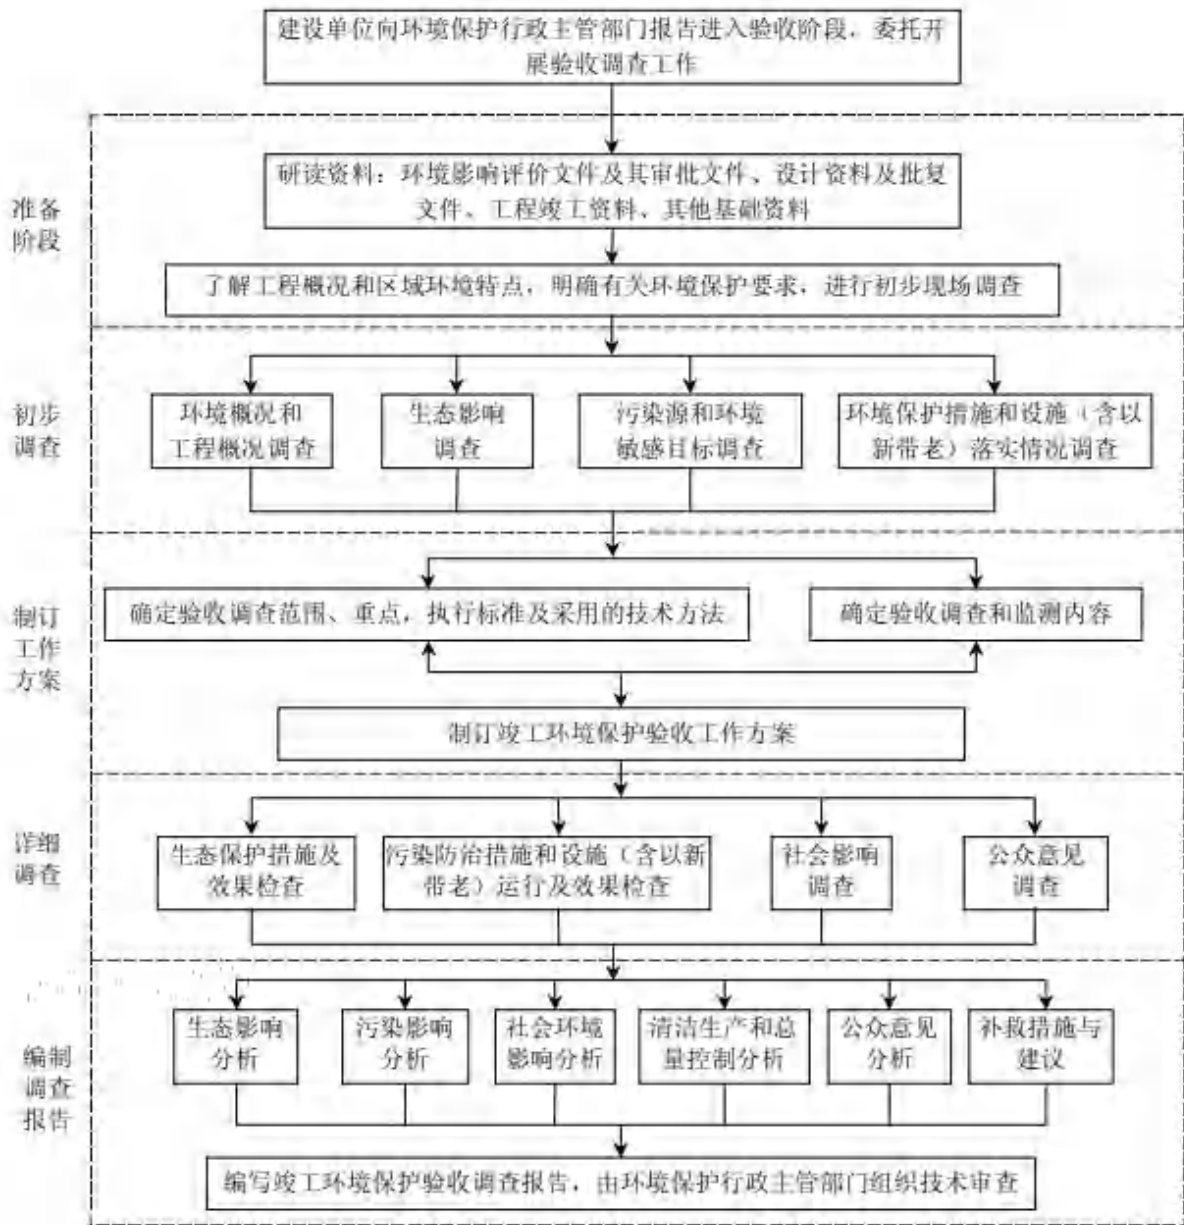 建设单位向环境保护行政主管部门报告进入验收阶段，委托开
展验收调查工作
准备
阶段
研读资料：环境影响评价文件及其审批文件、设计资料及批复
文件、工程竣工资料、其他基础资料
了解工程概况和区域环境特点，明确有关环境保护要求，进行初步现场调查
初步
调查
环境概况和
工程概况调查
生态影响
调查
污染源和环境
敏感目标调查
环境保护措施和设施（含以
新带老）落实情况调查
制订
工作
方案
确定验收调查范围、重点，执行标准及采用的技术方法
确定验收调查和监测内容
制订竣工环境保护验收工作方案
详细
调查
生态保护措施及
效果检查
污染防治措施和设施（含以新
带老）运行及效果检查
社会影响
调查
公众意见
调查
编制
调查
报告
生态影响
分析
污染影响
分析
社会环境
影响分析
清洁生产和总
量控制分析
公众意见
分析
补救措施与
建议
编写竣工环境保护验收调查报告，由环境保护行政主管部门组织技术审查